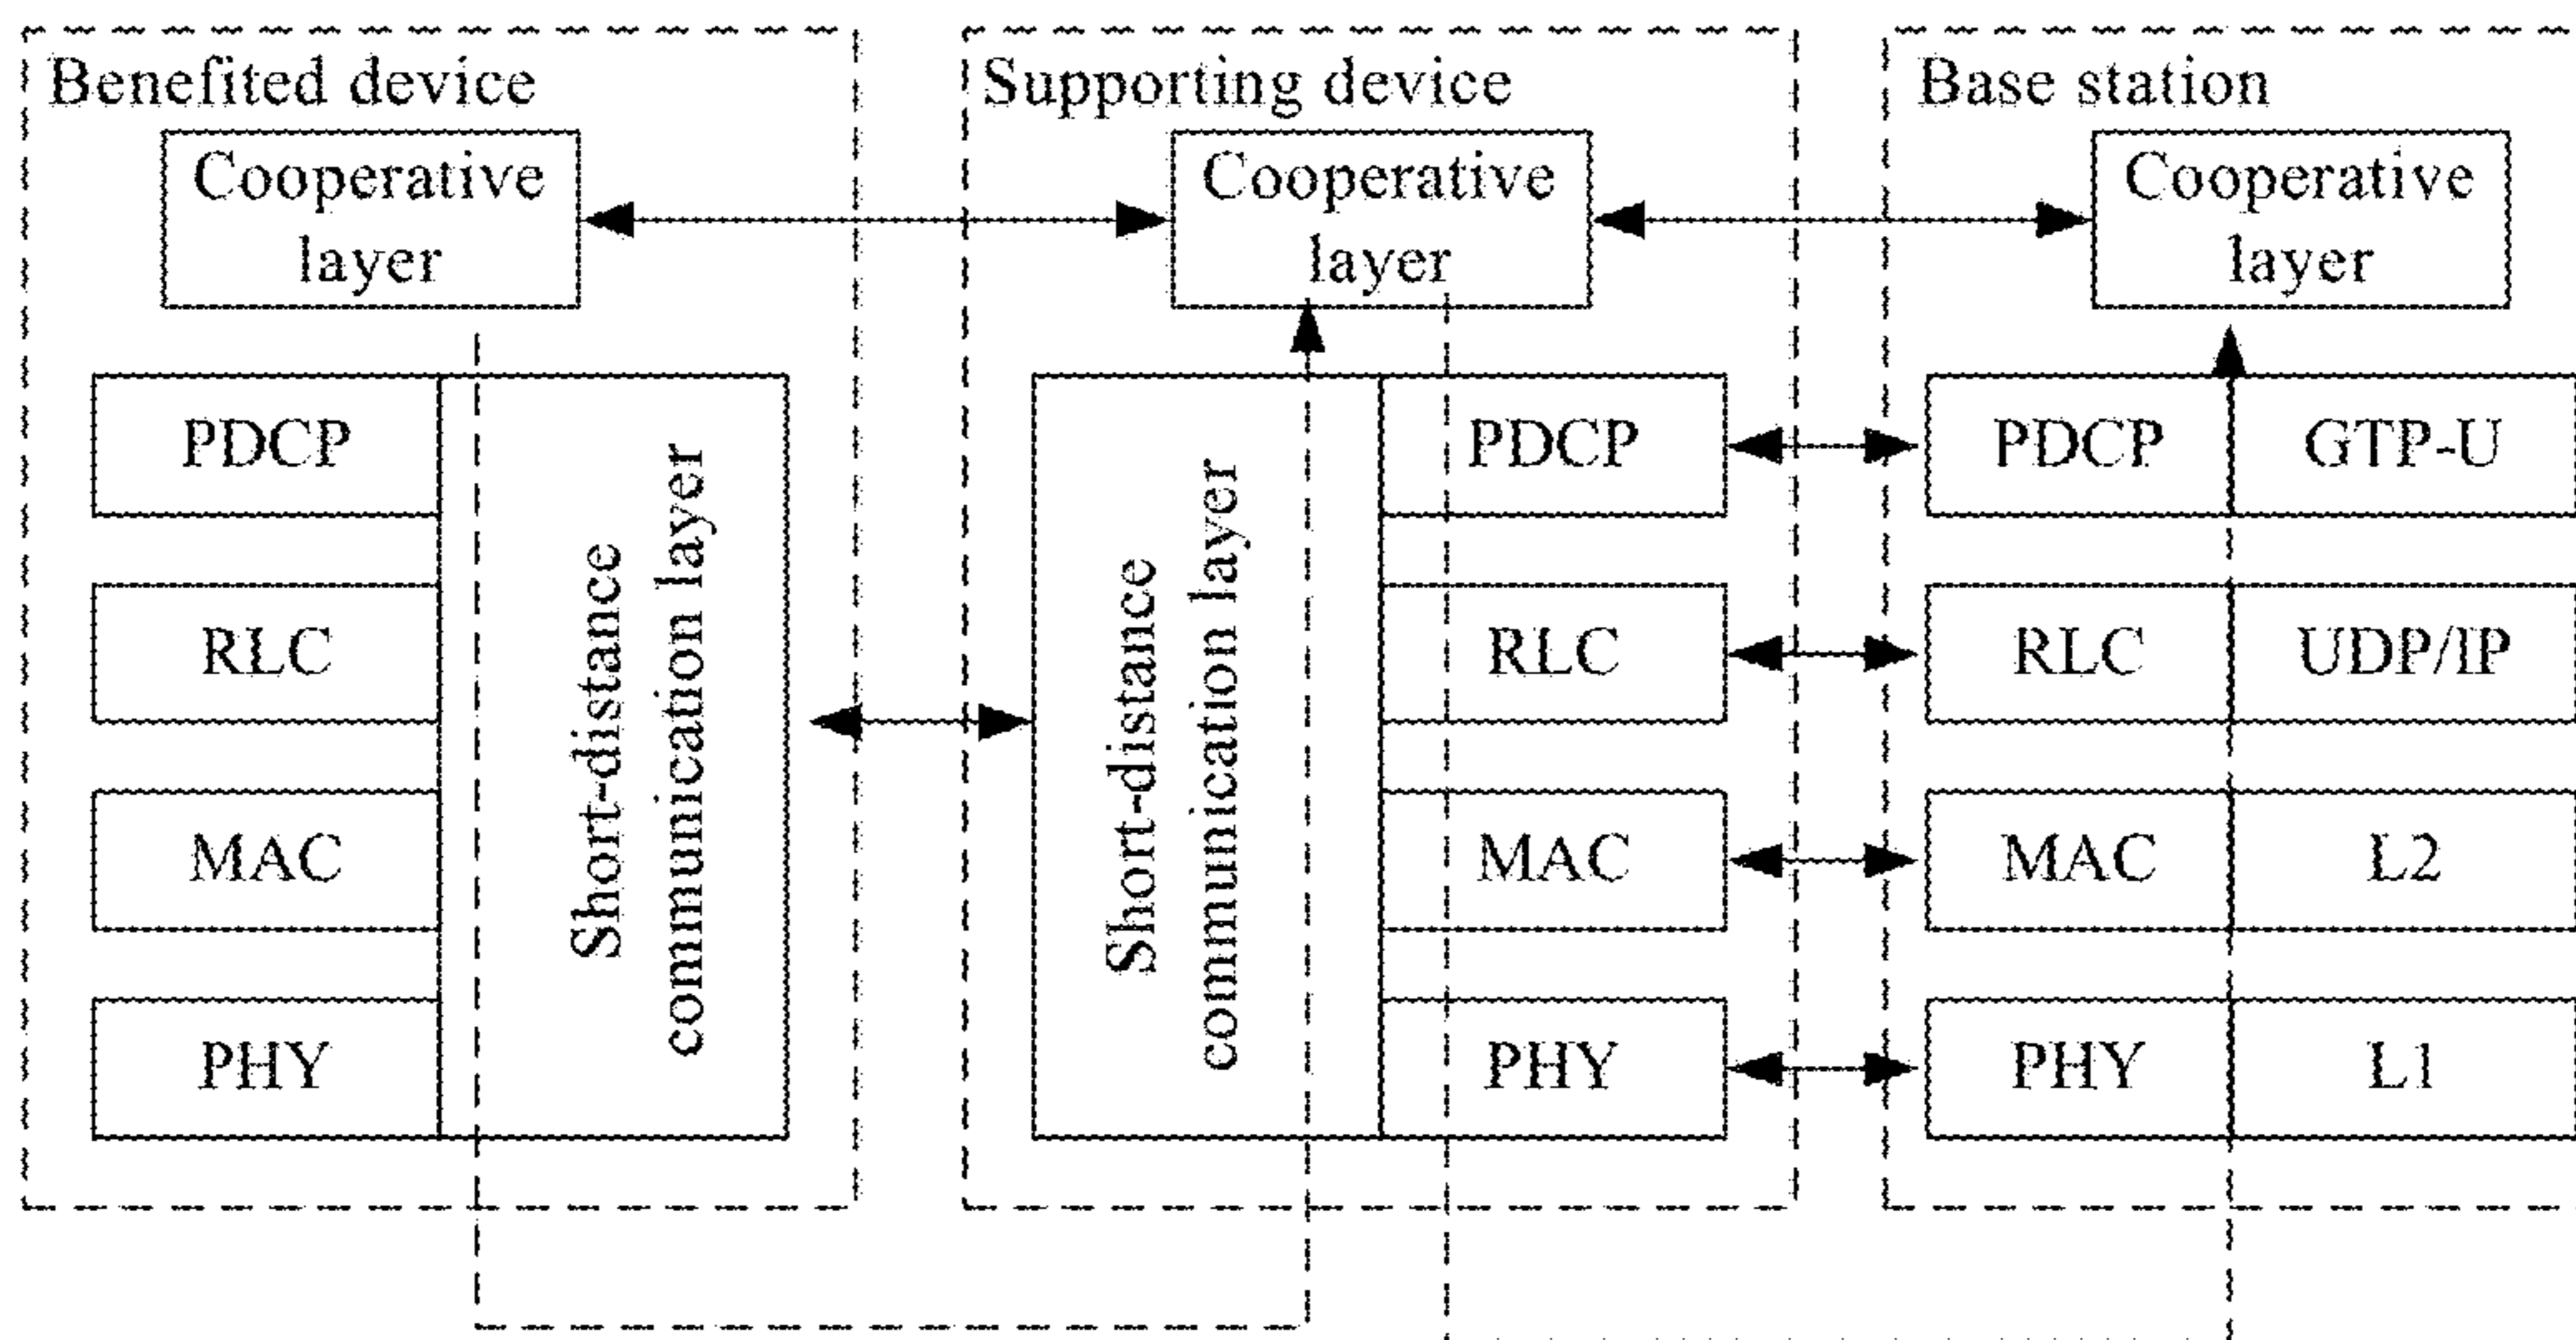 Benefited device
Cooperative
layer
PDCP
RLC
MAC
PHY
Short-distance
communication layer
Supporting device
Cooperative
layer
Short-distance
communication layer
PDCP
RLC
MAC
PHY
Base station
Cooperative
layer
PDCP
GTP-U
RLC
UDP/IP
MAC
L2
PHY
L1